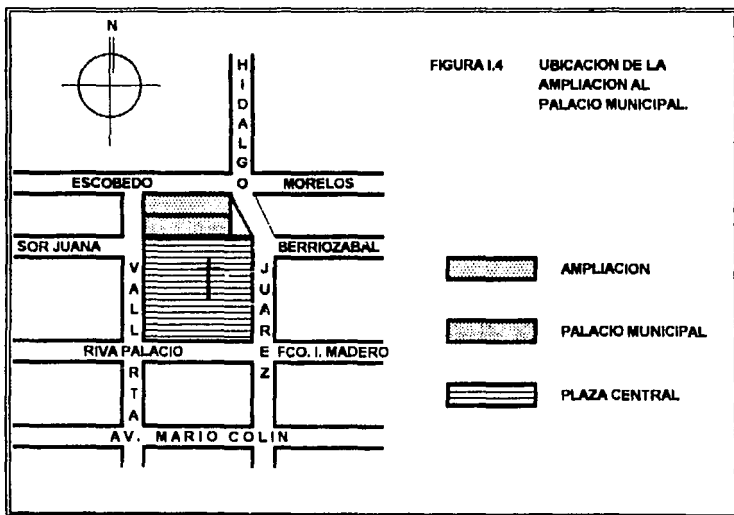 N
FIGURA I.4 UBICACION DE LA
AMPLIACION AL
PALACIO MUNICIPAL.
HIDALGO
ESCOBEDO
MORELOS
SOR JUANA
BERRIOZABAL
VALLRTA
JUAREZ
AMPLIACION
PALACIO MUNICIPAL
RIVA PALACIO
FCO. I. MADERO
PLAZA CENTRAL
AV. MARIO COLIN